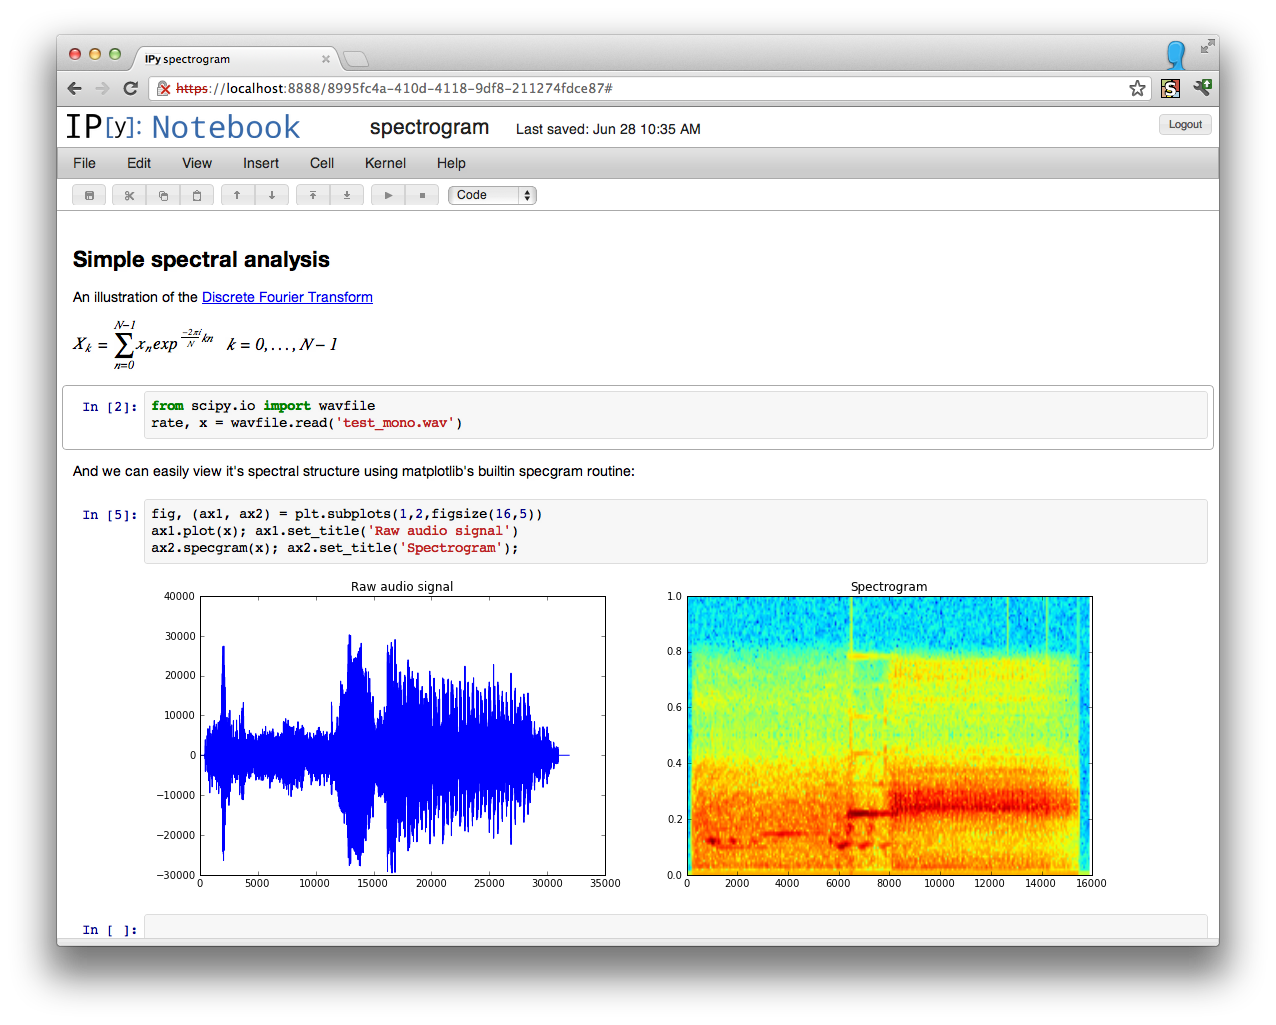 IPy spectrogram
https://localhost:8888/8995fc4a-410d-4118-9df8-211274fdce87#
IP[y]: Notebook spectrogram Last saved: Jun 28 10:35 AM Logout
File Edit View Insert Cell Kernel Help
Code
Simple spectral analysis
An illustration of the Discrete Fourier Transform
X_k = \sum_{n=0}^{N-1} x_n exp^{\frac{-2πi}{N} kn} k = 0, . . . , N − 1
In [2]: from scipy.io import wavfile
rate, x = wavfile.read('test_mono.wav')
And we can easily view it's spectral structure using matplotlib's builtin specgram routine:
In [5]: fig, (ax1, ax2) = plt.subplots(1,2,figsize(16,5))
ax1.plot(x); ax1.set_title('Raw audio signal')
ax2.specgram(x); ax2.set_title('Spectrogram');
Raw audio signal
40000
30000
20000
10000
0
−10000
−20000
−30000
0 5000 10000 15000 20000 25000 30000 35000
Spectrogram
1.0
0.8
0.6
0.4
0.2
0.0
0 2000 4000 6000 8000 10000 12000 14000 16000
In [ ]: